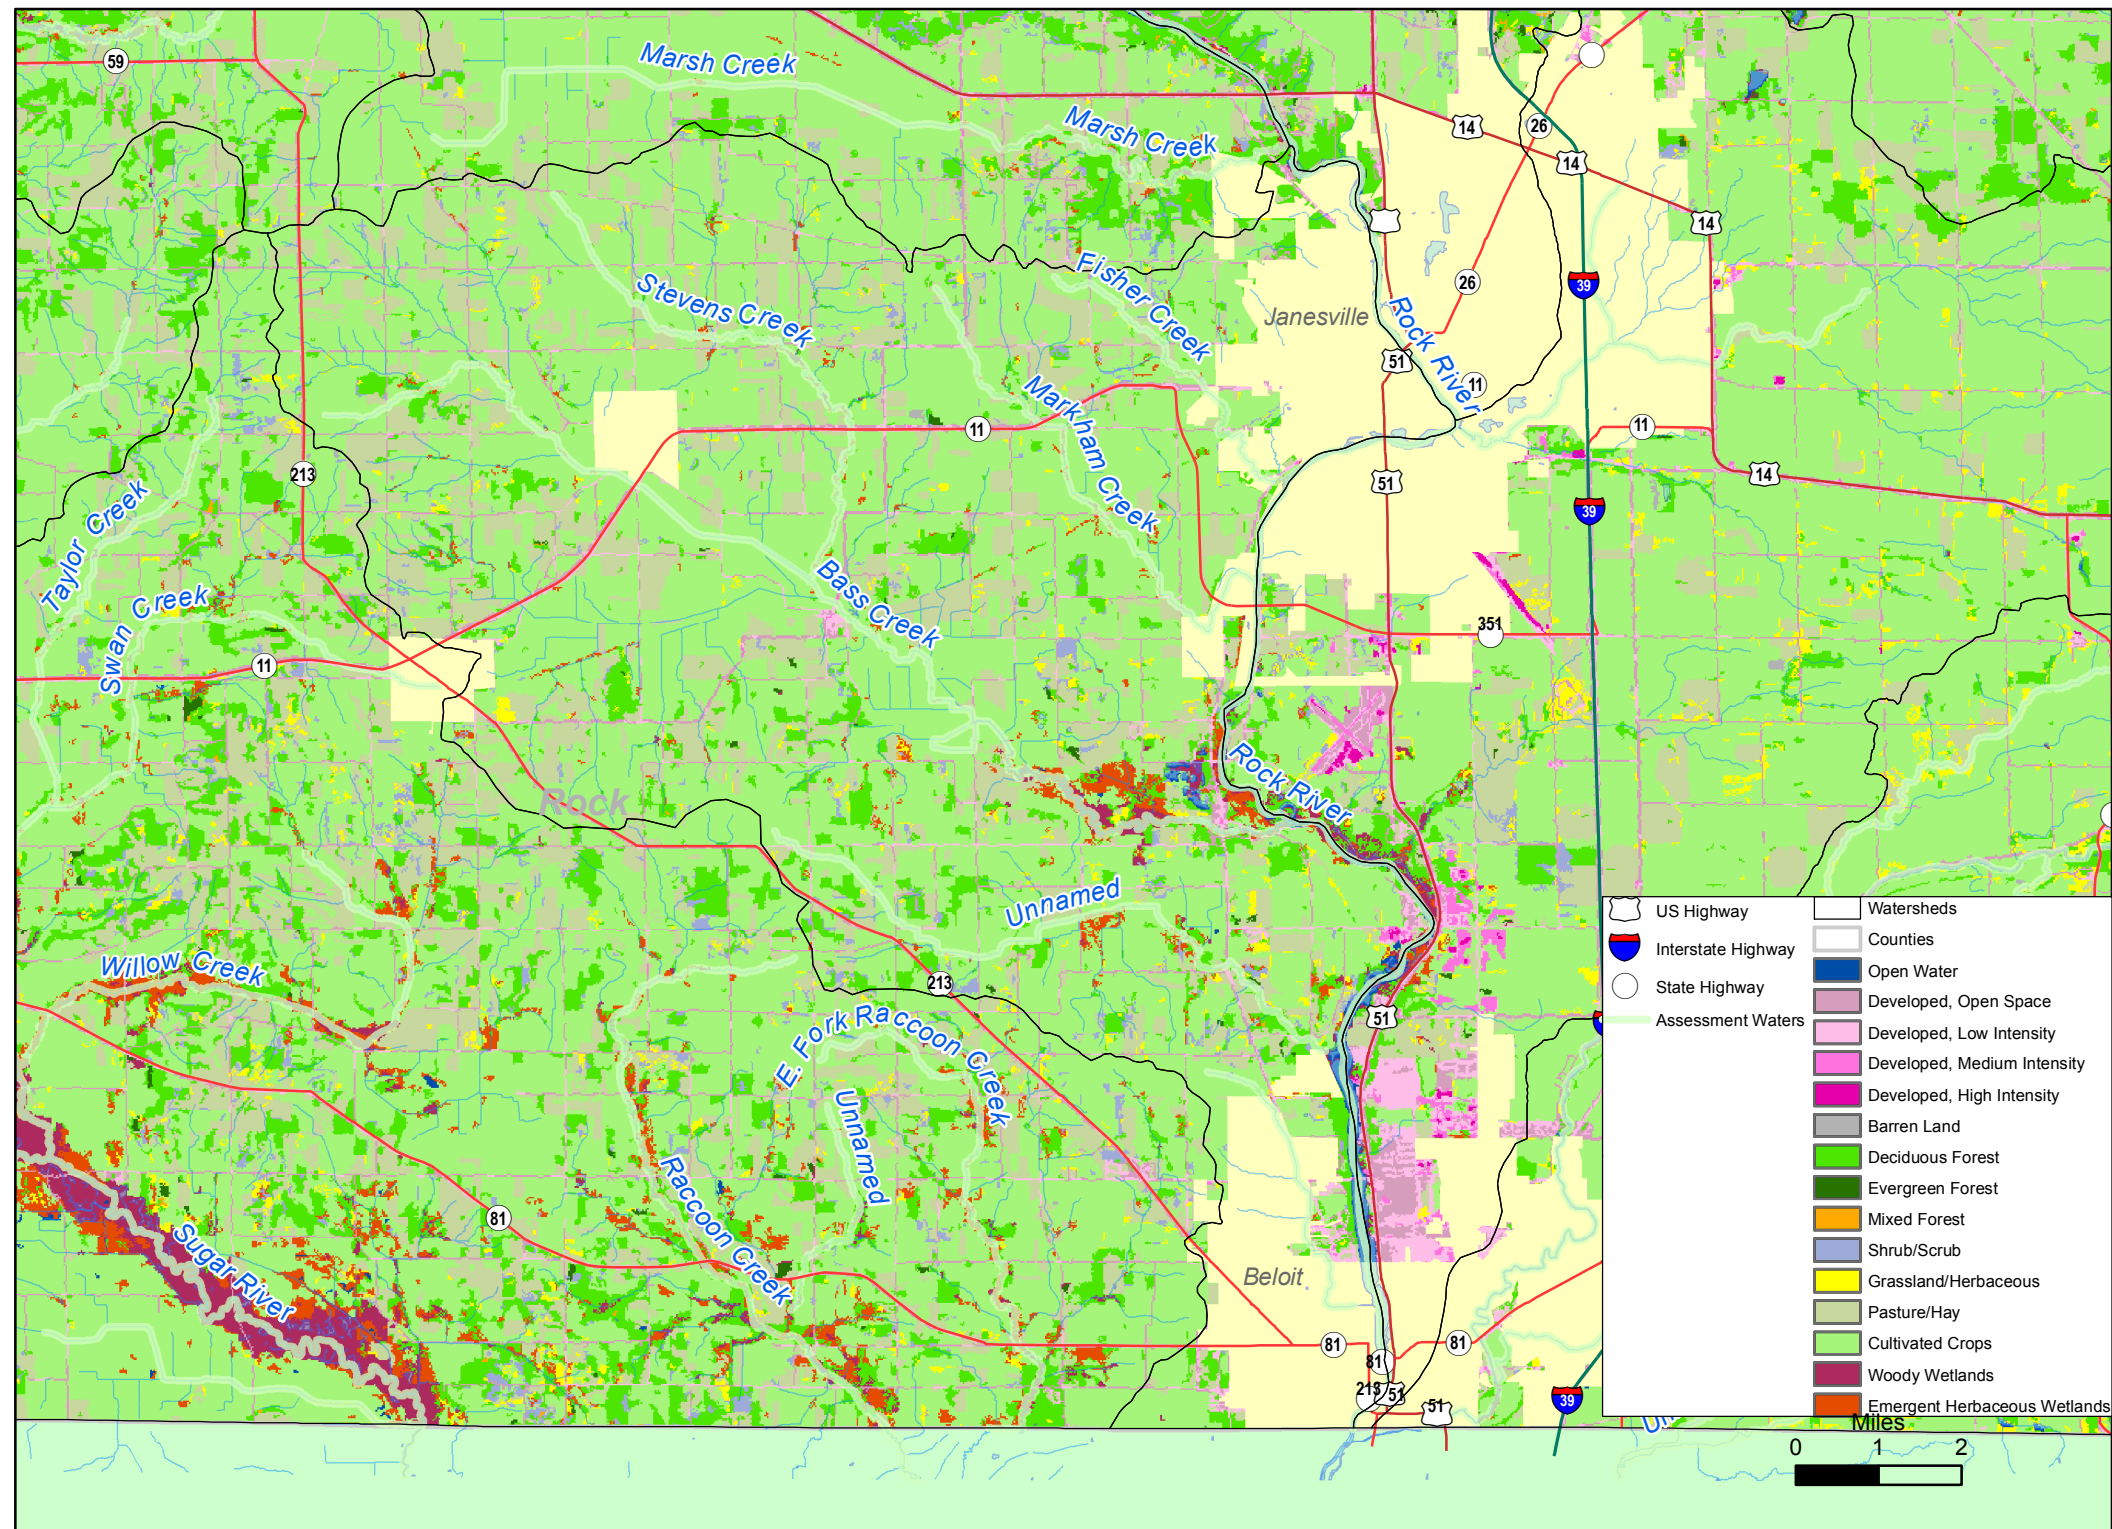 59
Marsh Creek
Marsh Creek
14
26
14
14
Stevens Creek
Fisher Creek
26
39
Janesville
Rock River
51
11
Markham Creek
11
11
213
51
14
39
Taylor Creek
Swan Creek
Bass Creek
351
11
Rock
Rock River
Unnamed
Willow Creek
213
51
E. Fork Raccoon Creek
Unnamed
Raccoon Creek
81
Sugar River
Beloit
81
81
81
213
51
51
39
US Highway
Interstate Highway
State Highway
Assessment Waters
Watersheds
Counties
Open Water
Developed, Open Space
Developed, Low Intensity
Developed, Medium Intensity
Developed, High Intensity
Barren Land
Deciduous Forest
Evergreen Forest
Mixed Forest
Shrub/Scrub
Grassland/Herbaceous
Pasture/Hay
Cultivated Crops
Woody Wetlands
Emergent Herbaceous Wetlands
Miles
0 1 2